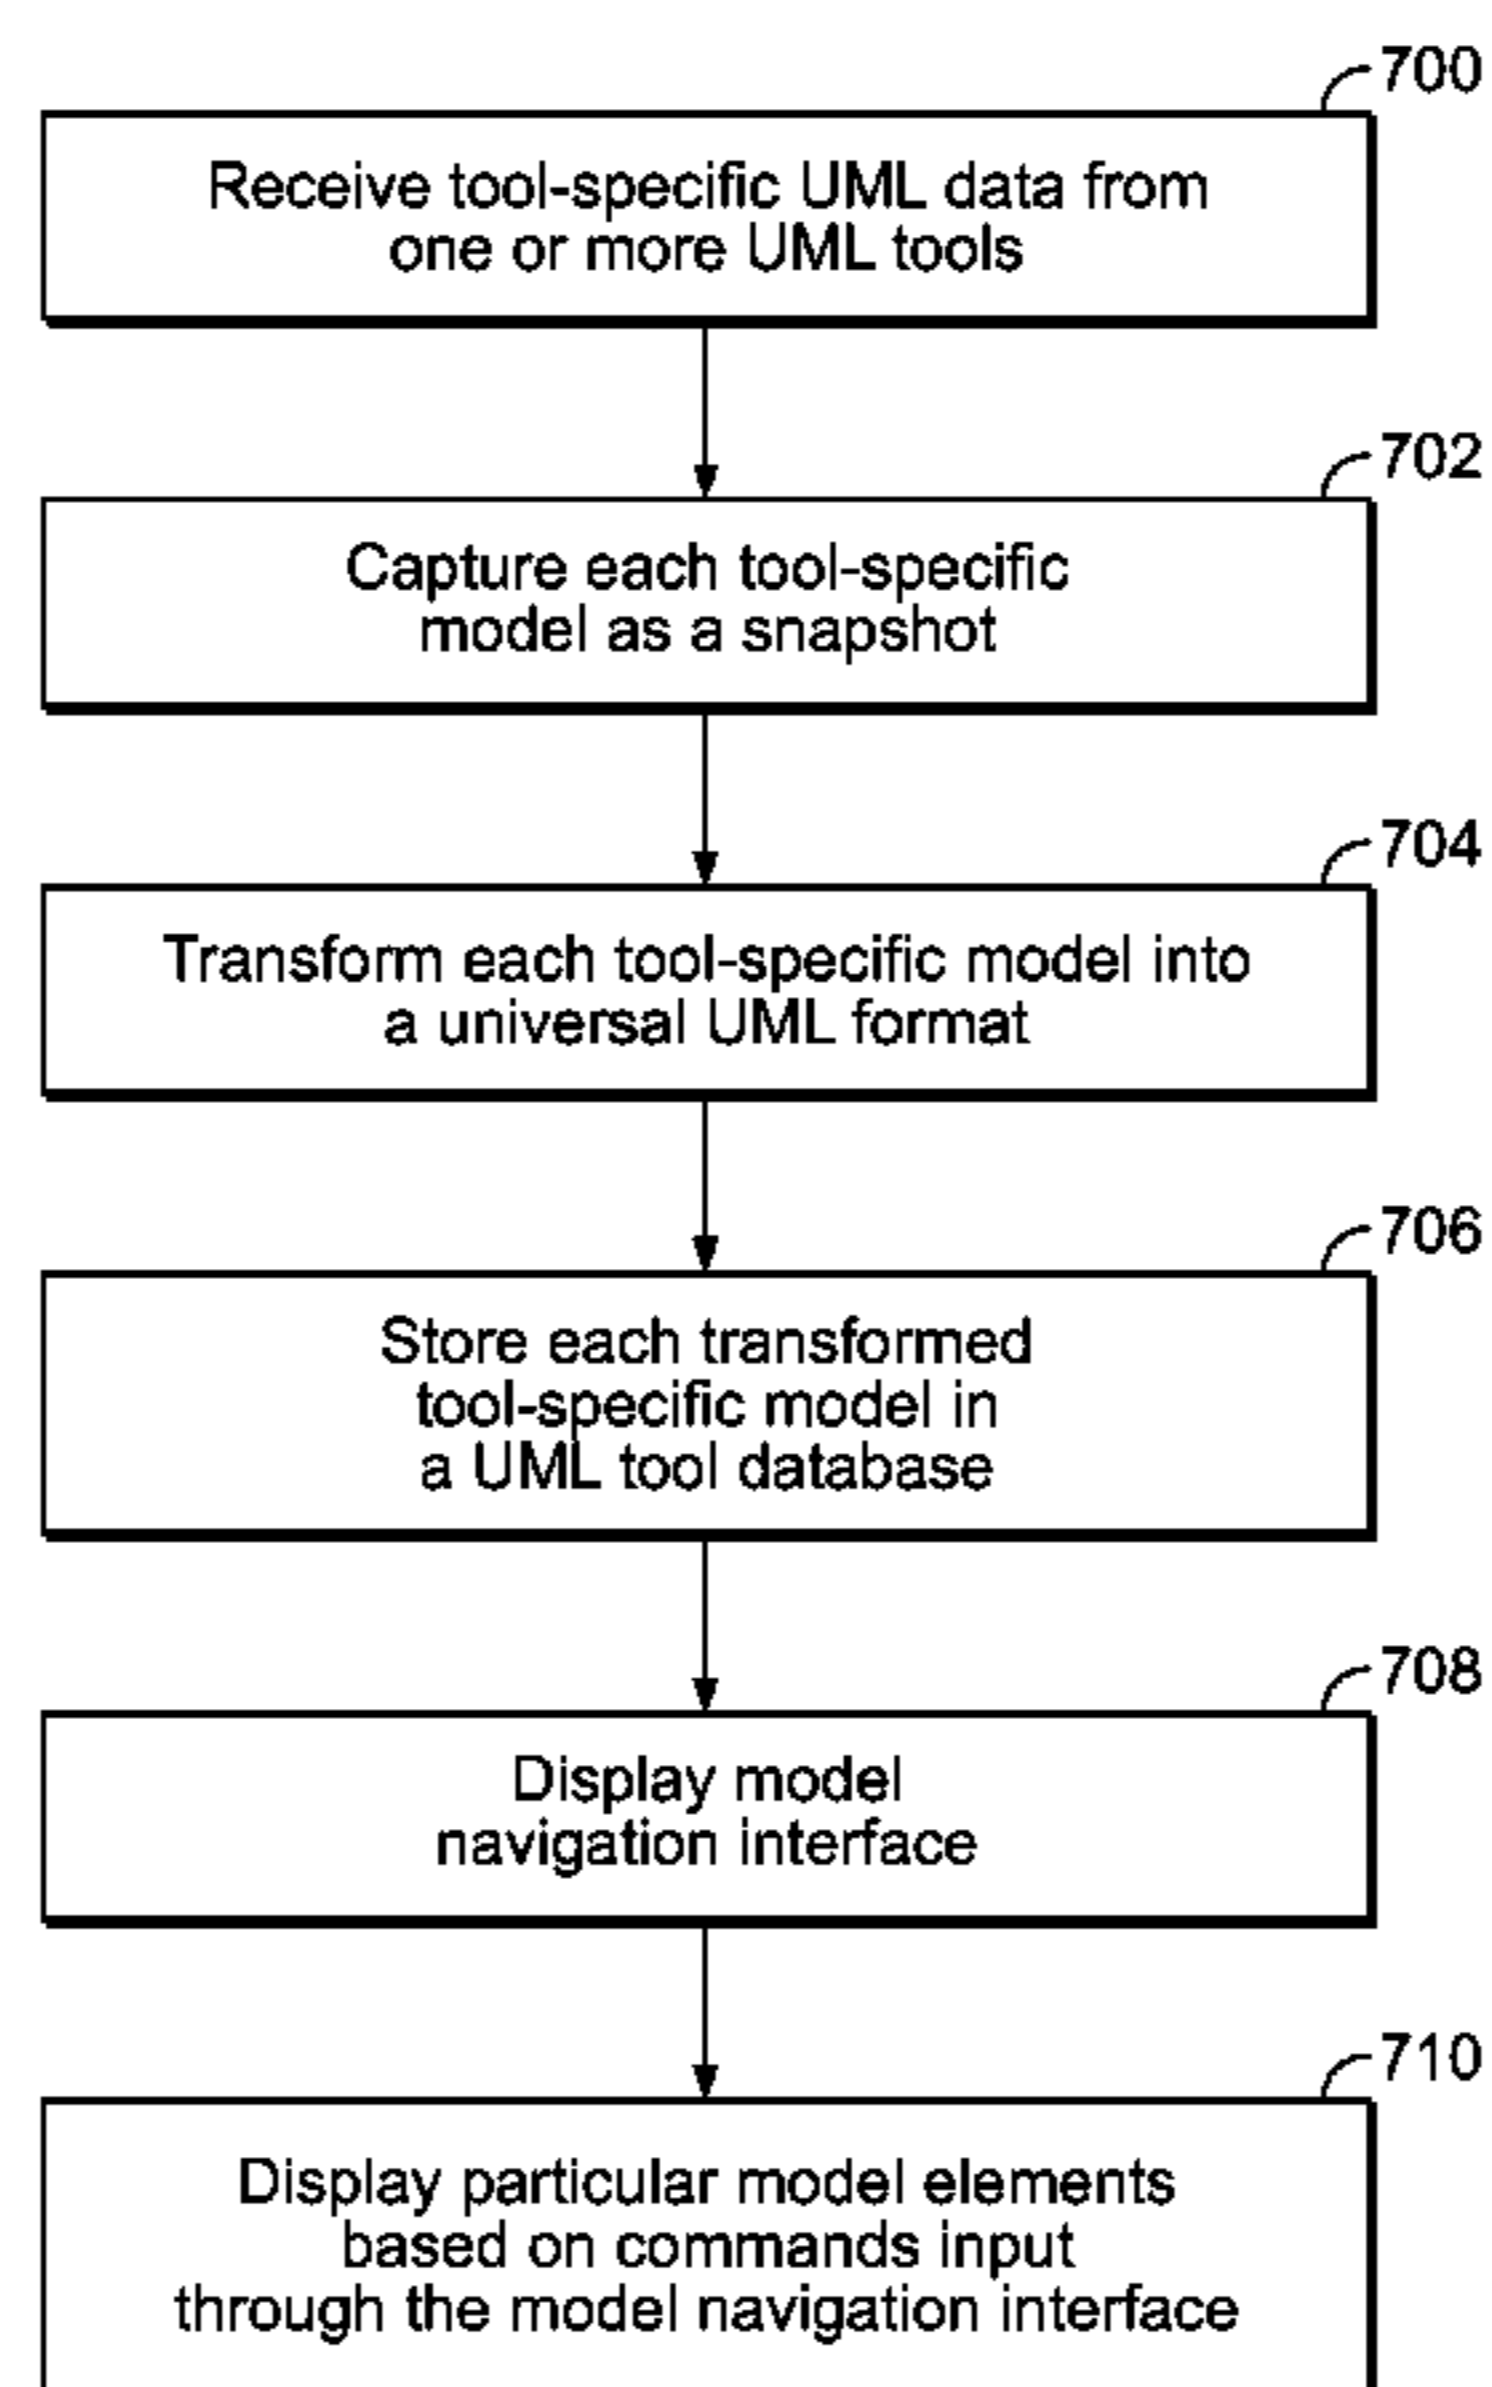 700
Receive tool-specific UML data from
one or more UML tools
702
Capture each tool-specific
model as a snapshot
704
Transform each tool-specific model into
a universal UML format
706
Store each transformed
tool-specific model in
a UML tool database
708
Display model
navigation interface
710
Display particular model elements
based on commands input
through the model navigation interface